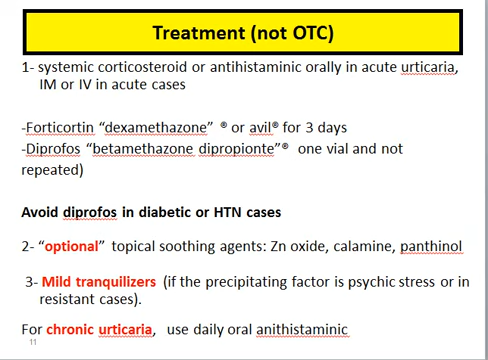 Treatment (not OTC)
1- systemic corticosteroid or antihistaminic orally in acute urticaria,
IM or IV in acute cases
-Forticortin “dexamethazone” ® or avil® for 3 days
-Diprofos “betamethazone dipropionte”® one vial and not
repeated)
Avoid diprofos in diabetic or HTN cases
2- “optional” topical soothing agents: Zn oxide, calamine, panthinol
3- Mild tranquilizers (if the precipitating factor is psychic stress or in
resistant cases).
For chronic urticaria, use daily oral anithistaminic
11